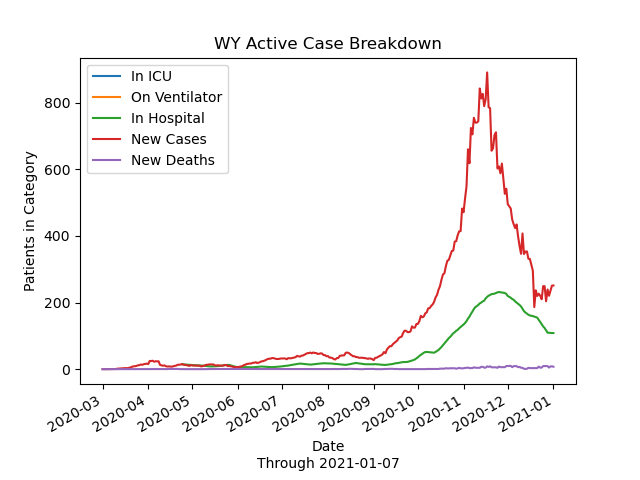 WY Active Case Breakdown
In ICU
On Ventilator
In Hospital
New Cases
New Deaths
Patients in Category
800
600
400
200
0
2020-03
2020-04
2020-05
2020-06
2020-07
2020-08
2020-09
2020-10
2020-11
2020-12
2021-01
Date
Through 2021-01-07